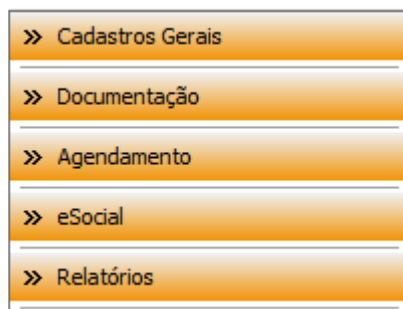 » Cadastros Gerais
» Documentação
» Agendamento
» eSocial
» Relatórios